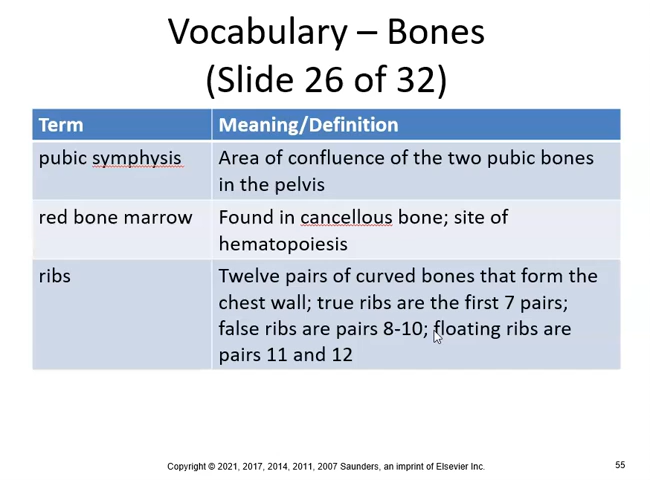 Vocabulary – Bones
(Slide 26 of 32)
Term Meaning/Definition
pubic symphysis Area of confluence of the two pubic bones
in the pelvis
red bone marrow Found in cancellous bone; site of
hematopoiesis
ribs Twelve pairs of curved bones that form the
chest wall; true ribs are the first 7 pairs;
false ribs are pairs 8-10; floating ribs are
pairs 11 and 12
Copyright © 2021, 2017, 2014, 2011, 2007 Saunders, an imprint of Elsevier Inc. 55